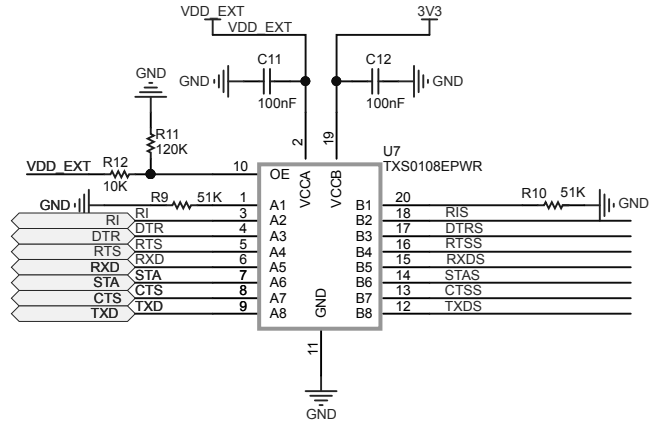 VDD_EXT 3V3
VDD_EXT
C11 C12
GND GND GND
100nF 100nF
R11
120K
2 19
U7
TXS0108EPWR
VDD_EXT R12 10 OE VCCA VCCB
10K
GND R9 51K 1 A1 B1 20 R10 51K GND
RI RI 3 A2 B2 18 RIS
DTR DTR 4 A3 B3 17 DTRS
RTS RTS 5 A4 B4 16 RTSS
RXD RXD 6 A5 B5 15 RXDS
STA STA 7 A6 B6 14 STAS
CTS CTS 8 A7 B7 13 CTSS
TXD TXD 9 A8 GND B8 12 TXDS
11
GND